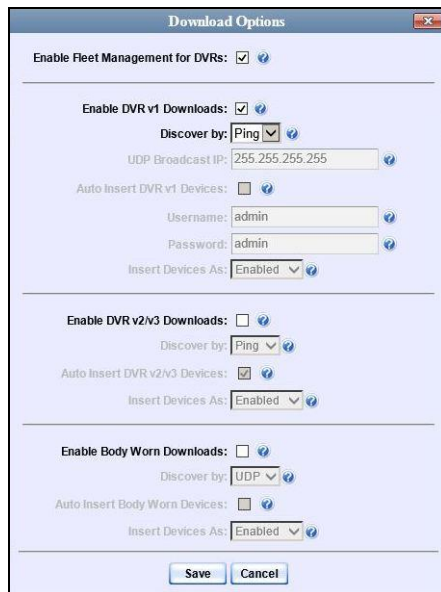 Download Options
Enable Fleet Management for DVRs:
Enable DVR v1 Downloads:
Discover by: Ping
UDP Broadcast IP: 255.255.255.255
Auto Insert DVR v1 Devices:
Username: admin
Password: admin
Insert Devices As: Enabled
Enable DVR v2/v3 Downloads:
Discover by: Ping
Auto Insert DVR v2/v3 Devices:
Insert Devices As: Enabled
Enable Body Worn Downloads:
Discover by: UDP
Auto Insert Body Worn Devices:
Insert Devices As: Enabled
Save Cancel